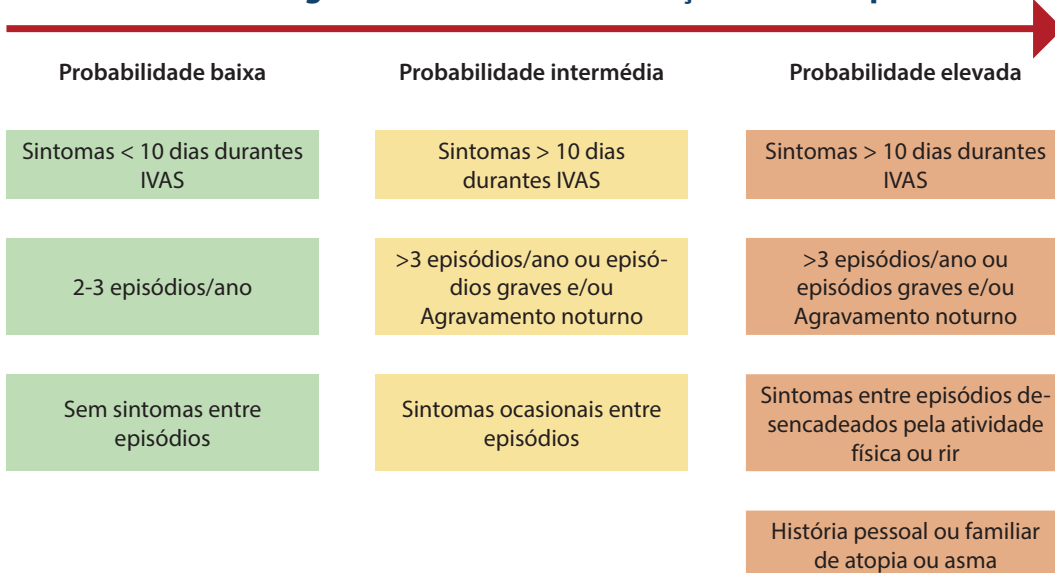 Probabilidade baixa
Probabilidade intermédia
Probabilidade elevada
Sintomas < 10 dias durantes
IVAS
Sintomas > 10 dias
durantes IVAS
Sintomas > 10 dias durantes
IVAS
2-3 episódios/ano
>3 episódios/ano ou episó-
dios graves e/ou
Agravamento noturno
>3 episódios/ano ou
episódios graves e/ou
Agravamento noturno
Sem sintomas entre
episódios
Sintomas ocasionais entre
episódios
Sintomas entre episódios de-
sencadeados pela atividade
física ou rir
História pessoal ou familiar
de atopia ou asma